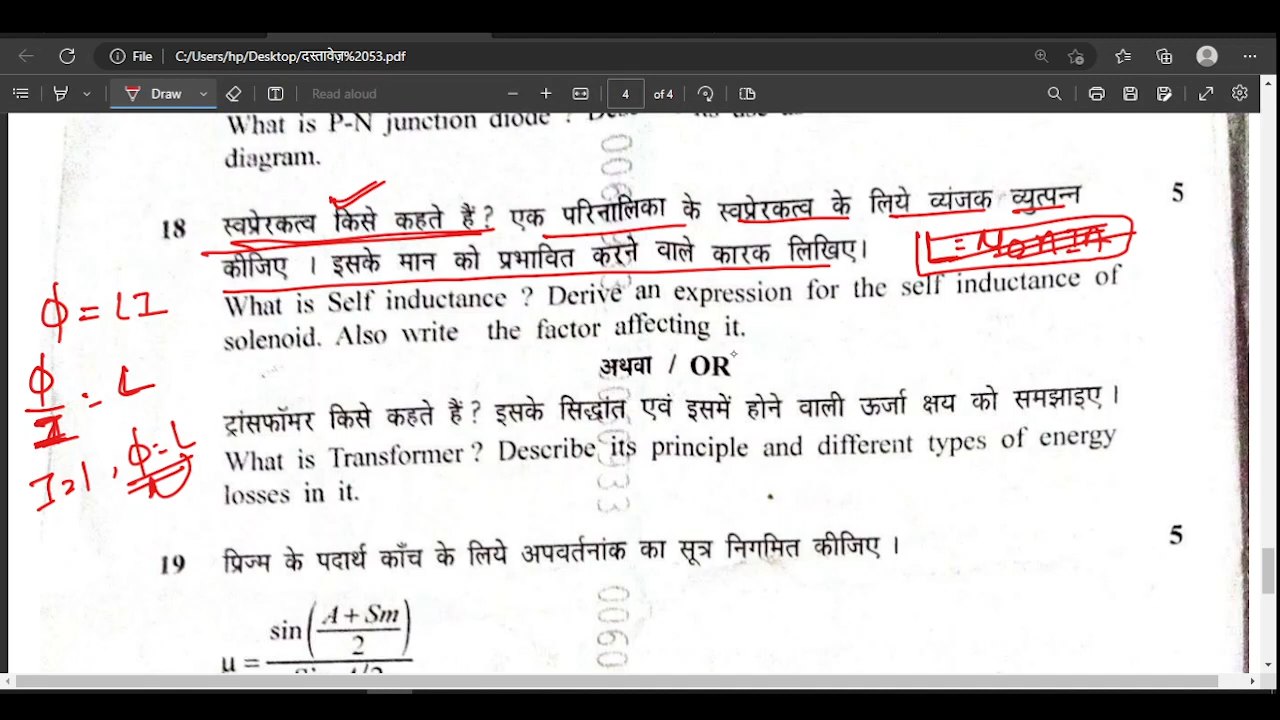 File C:/Users/hp/Desktop/दस्तावेज़%2053.pdf
Draw Read aloud 4 of 4
What is P-N junction diode ?
diagram.
18 स्वप्रेरकत्व किसे कहते हैं? एक परिनालिका के स्वप्रेरकत्व के लिये व्यंजक व्युत्पन्न 5
कीजिए । इसके मान को प्रभावित करने वाले कारक लिखिए।
What is Self inductance ? Derive an expression for the self inductance of
solenoid. Also write the factor affecting it.
ϕ = LI
ϕ/I = L
I=1, ϕ=L
अथवा / OR
ट्रांसफॉमर किसे कहते हैं? इसके सिद्धांत एवं इसमें होने वाली ऊर्जा क्षय को समझाइए ।
What is Transformer ? Describe its principle and different types of energy
losses in it.
19 प्रिज्म के पदार्थ काँच के लिये अपवर्तनांक का सूत्र निगमित कीजिए । 5
μ = sin(A + Sm/2)